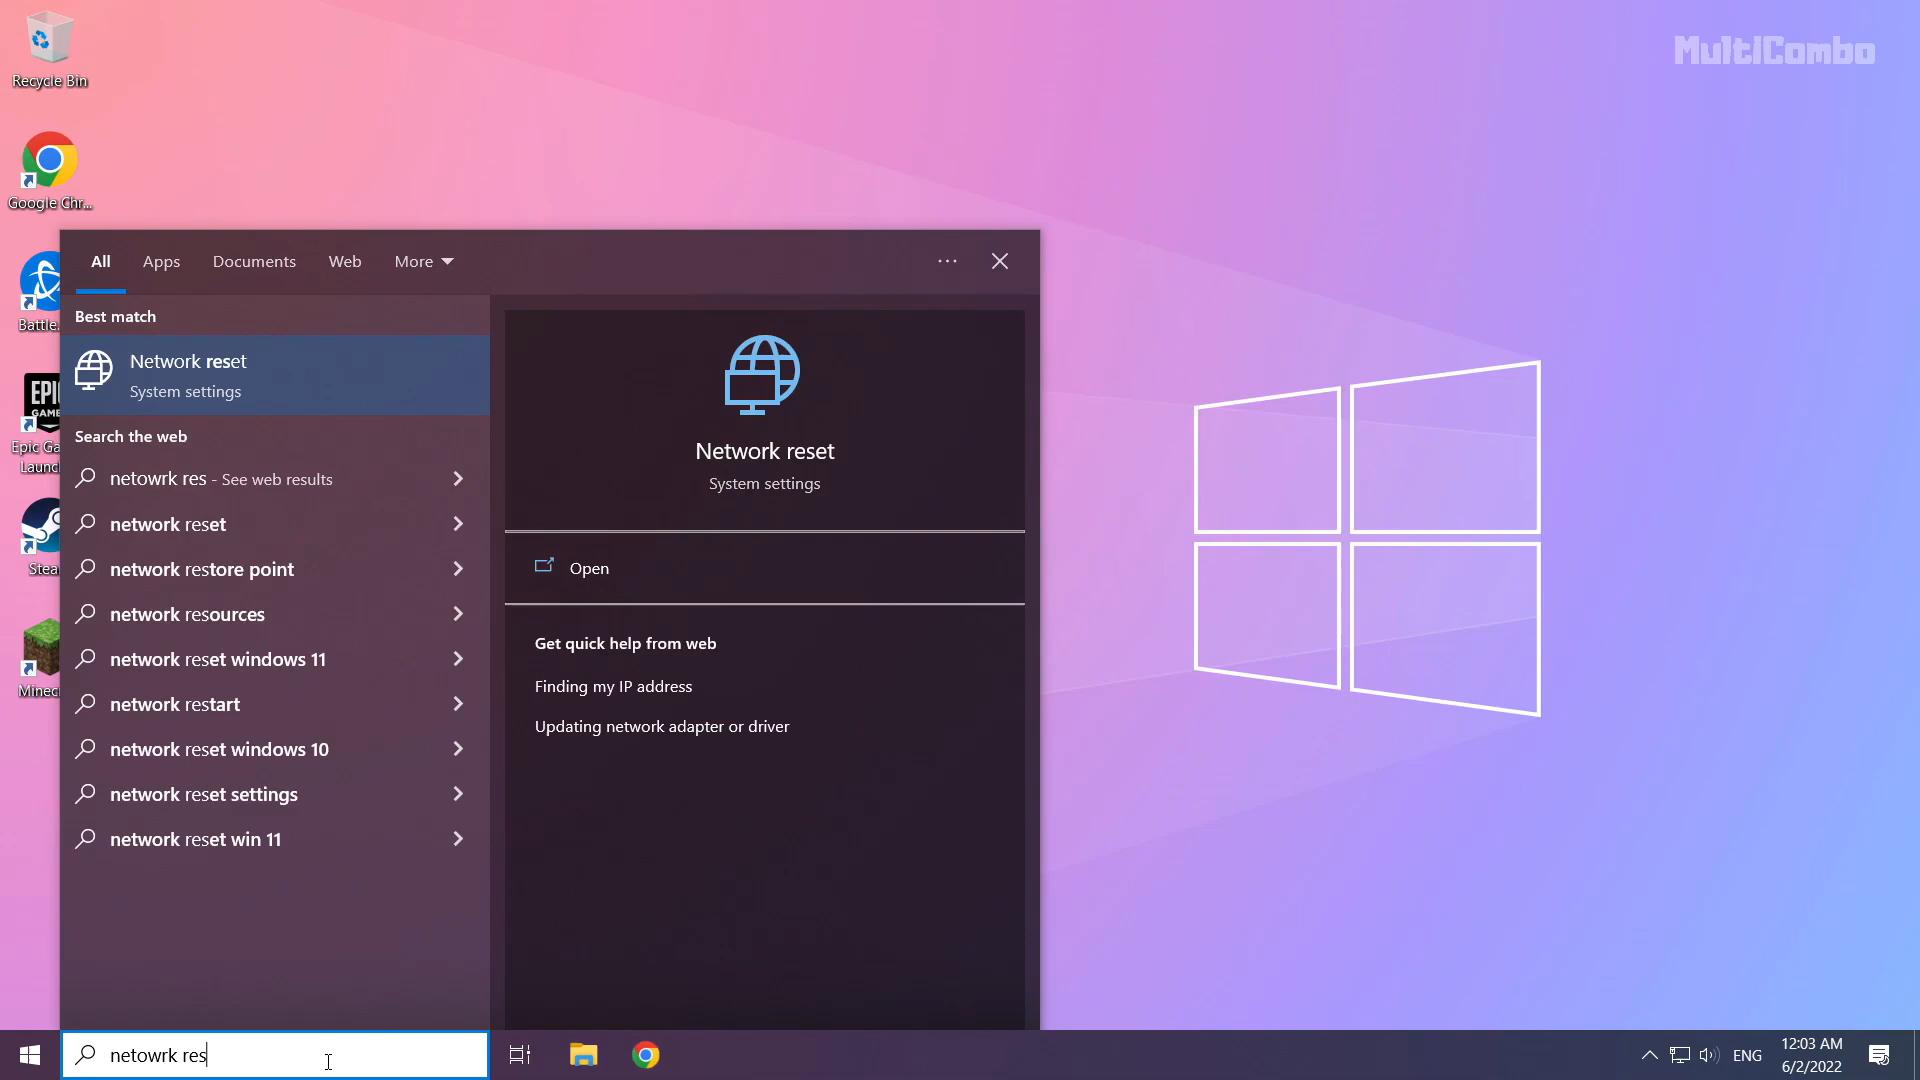 MultiCombo
Recycle Bin
Google Chr...
Battle.
EPIC
GAM
Epic Ga
Launc
Stea
Minec
All
Apps
Documents
Web
More
Best match
Network reset
System settings
Search the web
netowrk res - See web results
network reset
network restore point
network resources
network reset windows 11
network restart
network reset windows 10
network reset settings
network reset win 11
Network reset
System settings
Open
Get quick help from web
Finding my IP address
Updating network adapter or driver
netowrk res
ENG
12:03 AM
6/2/2022